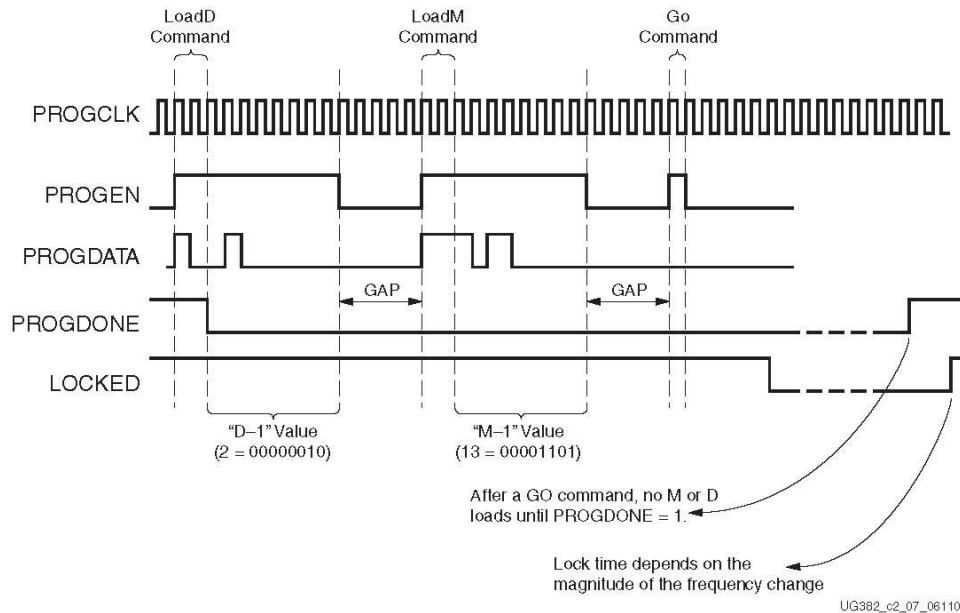 LoadD
Command
LoadM
Command
Go
Command
PROGCLK
PROGEN
PROGDATA
GAP
GAP
PROGDONE
LOCKED
“D–1” Value
(2 = 00000010)
“M–1” Value
(13 = 00001101)
After a GO command, no M or D
loads until PROGDONE = 1.
Lock time depends on the
magnitude of the frequency change
UG382_c2_07_06110